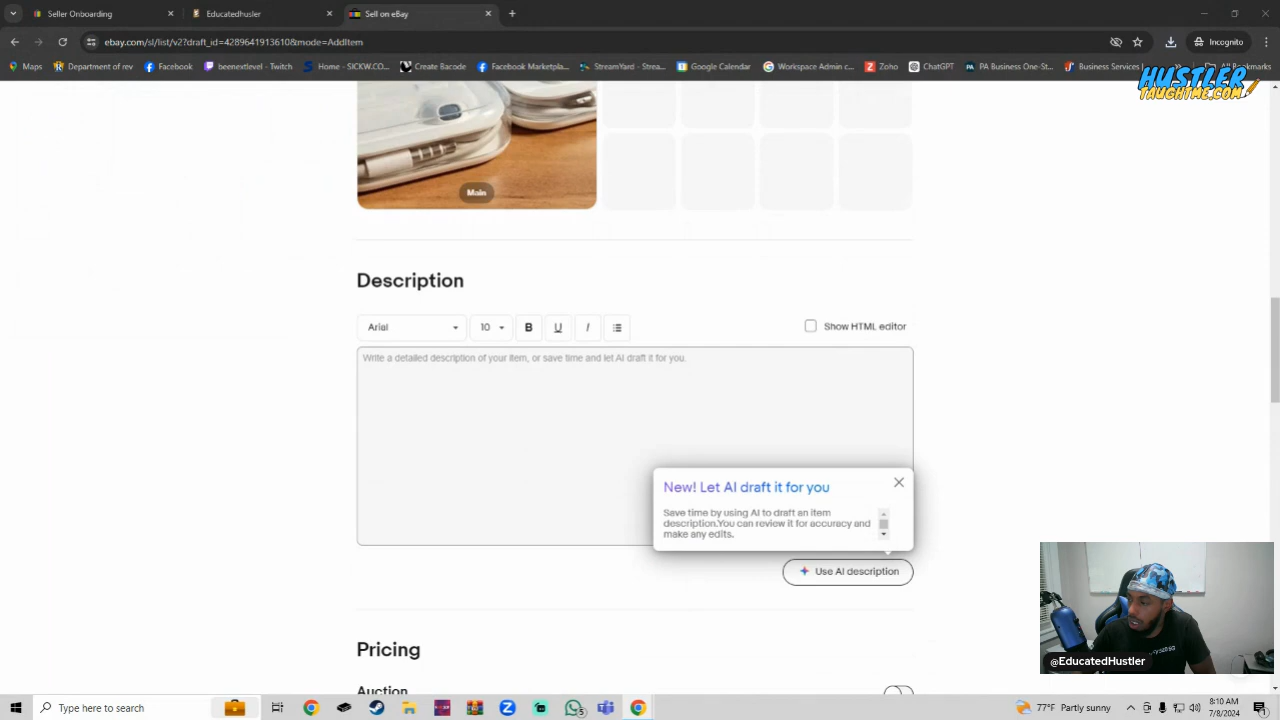 Seller Onboarding
Educatedhusler
Sell on eBay
ebay.com/sl/list/v2?draft_id=4289641913610&mode=AddItem
Incognito
Maps
Department of rev
Facebook
beenextlevel - Twitch
Home - SICKW.CO...
Create Bacode
Facebook Marketpla...
StreamYard - Strea...
Google Calendar
Workspace Admin c...
Zoho
ChatGPT
PA Business One-St...
Business Services |...
All Bookmarks
HUSTLER
TAUGHTME.COM
Main
Description
Arial
10
B
U
I
Show HTML editor
Write a detailed description of your item, or save time and let AI draft it for you.
New! Let AI draft it for you
Save time by using AI to draft an item
description.You can review it for accuracy and
make any edits.
Use AI description
Pricing
Auction
@EducatedHustler
Type here to search
5
77°F Partly sunny
8:10 AM
7/8/2024